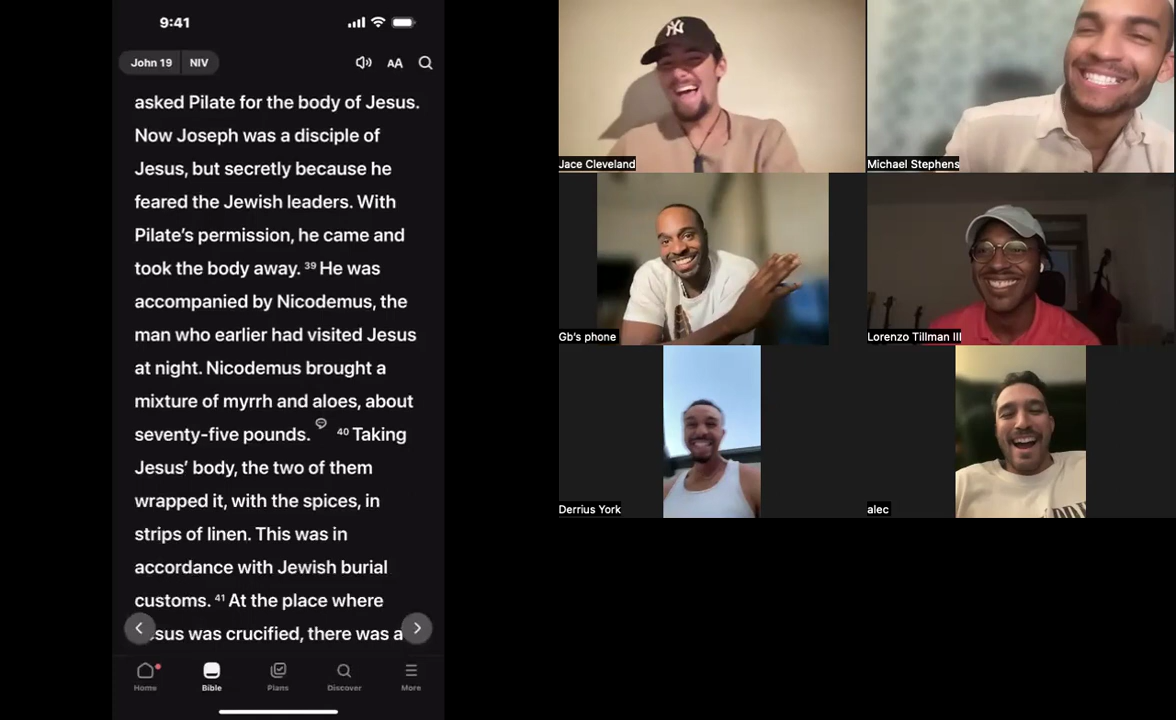 9:41
John 19 NIV AA
asked Pilate for the body of Jesus.
Now Joseph was a disciple of
Jesus, but secretly because he
feared the Jewish leaders. With
Pilate’s permission, he came and
took the body away. 39 He was
accompanied by Nicodemus, the
man who earlier had visited Jesus
at night. Nicodemus brought a
mixture of myrrh and aloes, about
seventy-five pounds. 40 Taking
Jesus’ body, the two of them
wrapped it, with the spices, in
strips of linen. This was in
accordance with Jewish burial
customs. 41 At the place where
esus was crucified, there was a
Home Bible Plans Discover More
NY
Jace Cleveland
Michael Stephens
Gb's phone
Lorenzo Tillman III
Derrius York
alec